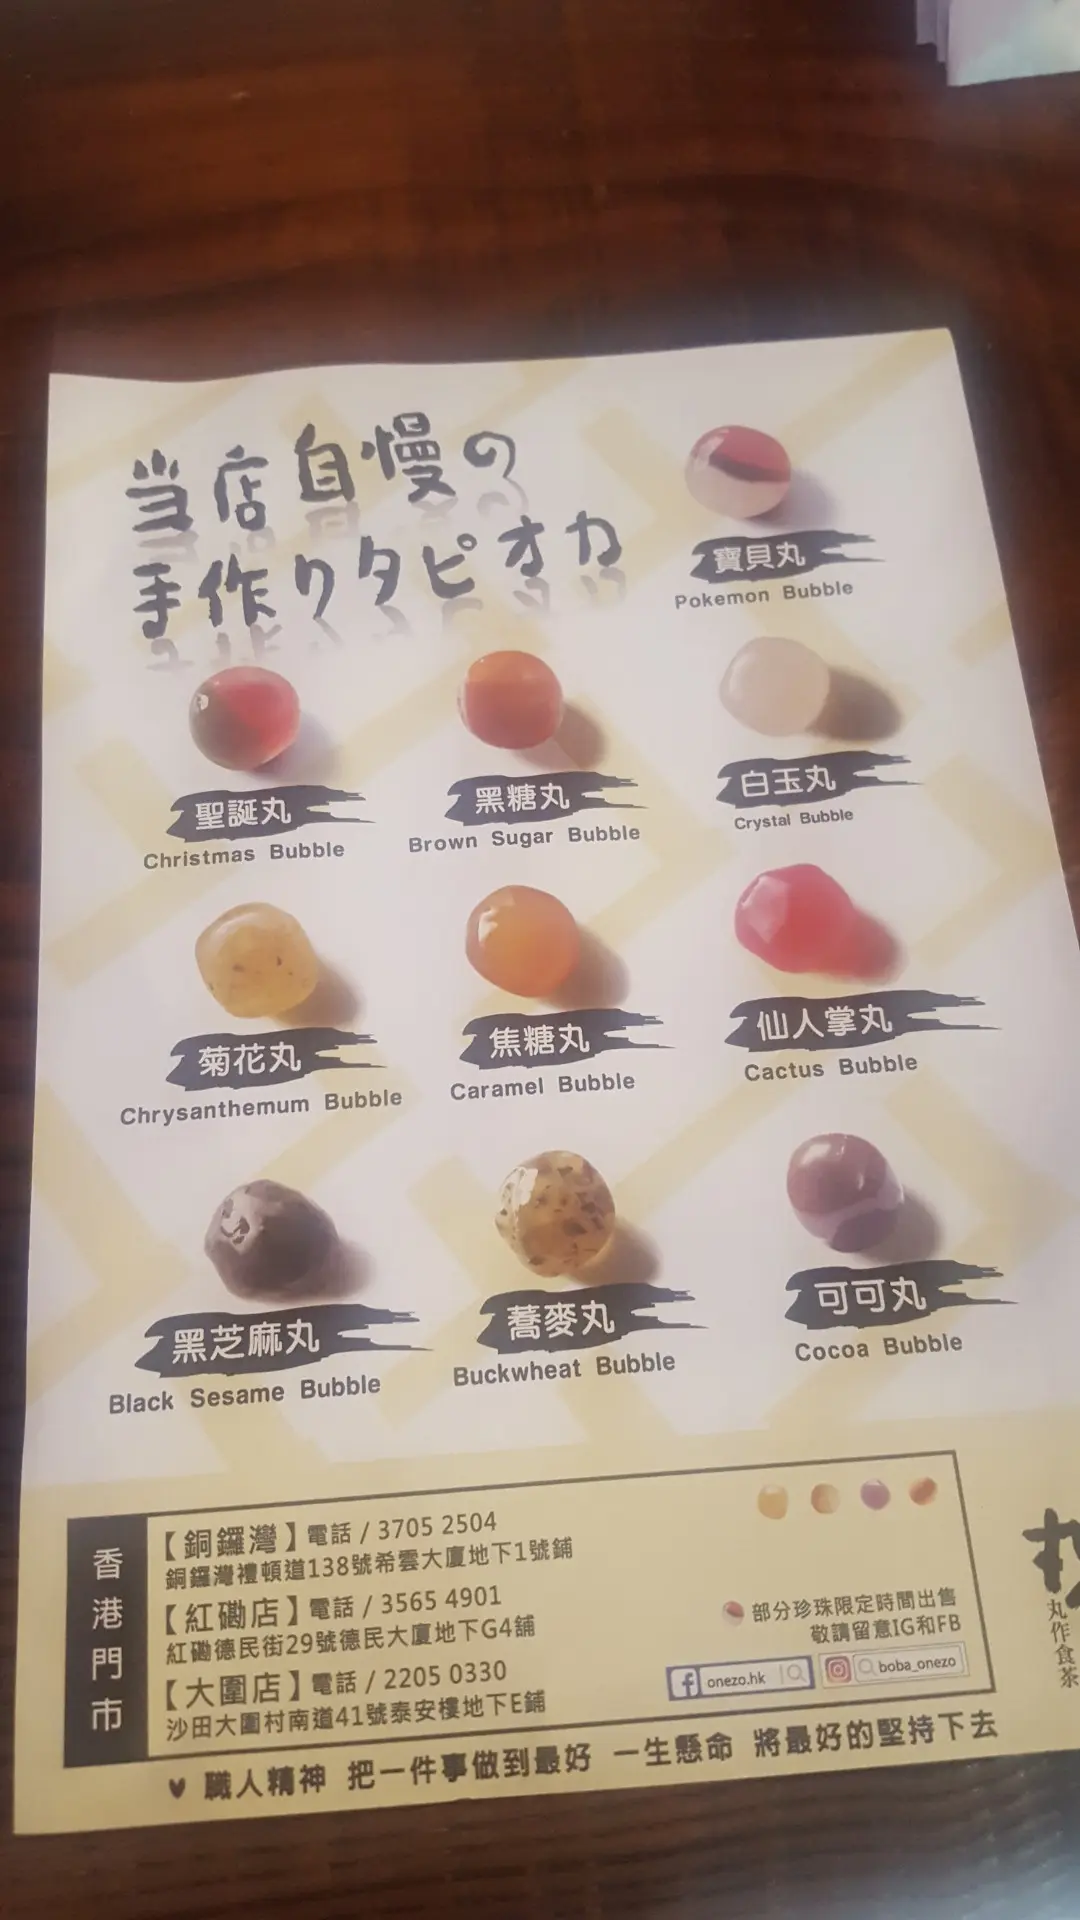 当店自慢の
手作りタピオカ
寶貝丸
Pokemon Bubble
聖誕丸
Christmas Bubble
黑糖丸
Brown Sugar Bubble
白玉丸
Crystal Bubble
菊花丸
Chrysanthemum Bubble
焦糖丸
Caramel Bubble
仙人掌丸
Cactus Bubble
黑芝麻丸
Black Sesame Bubble
蕎麥丸
Buckwheat Bubble
可可丸
Cocoa Bubble
香港門市
【銅鑼灣】電話 / 3705 2504
銅鑼灣禮頓道138號希雲大廈地下1號鋪
【紅磡店】電話 / 3565 4901
紅磡德民街29號德民大廈地下G4舖
【大圍店】電話 / 2205 0330
沙田大圍村南道41號泰安樓地下E鋪
部分珍珠限定時間出售
敬請留意IG和FB
onezo.hk
boba_onezo
丸作食茶
♥ 職人精神 把一件事做到最好 一生懸命 將最好的堅持下去